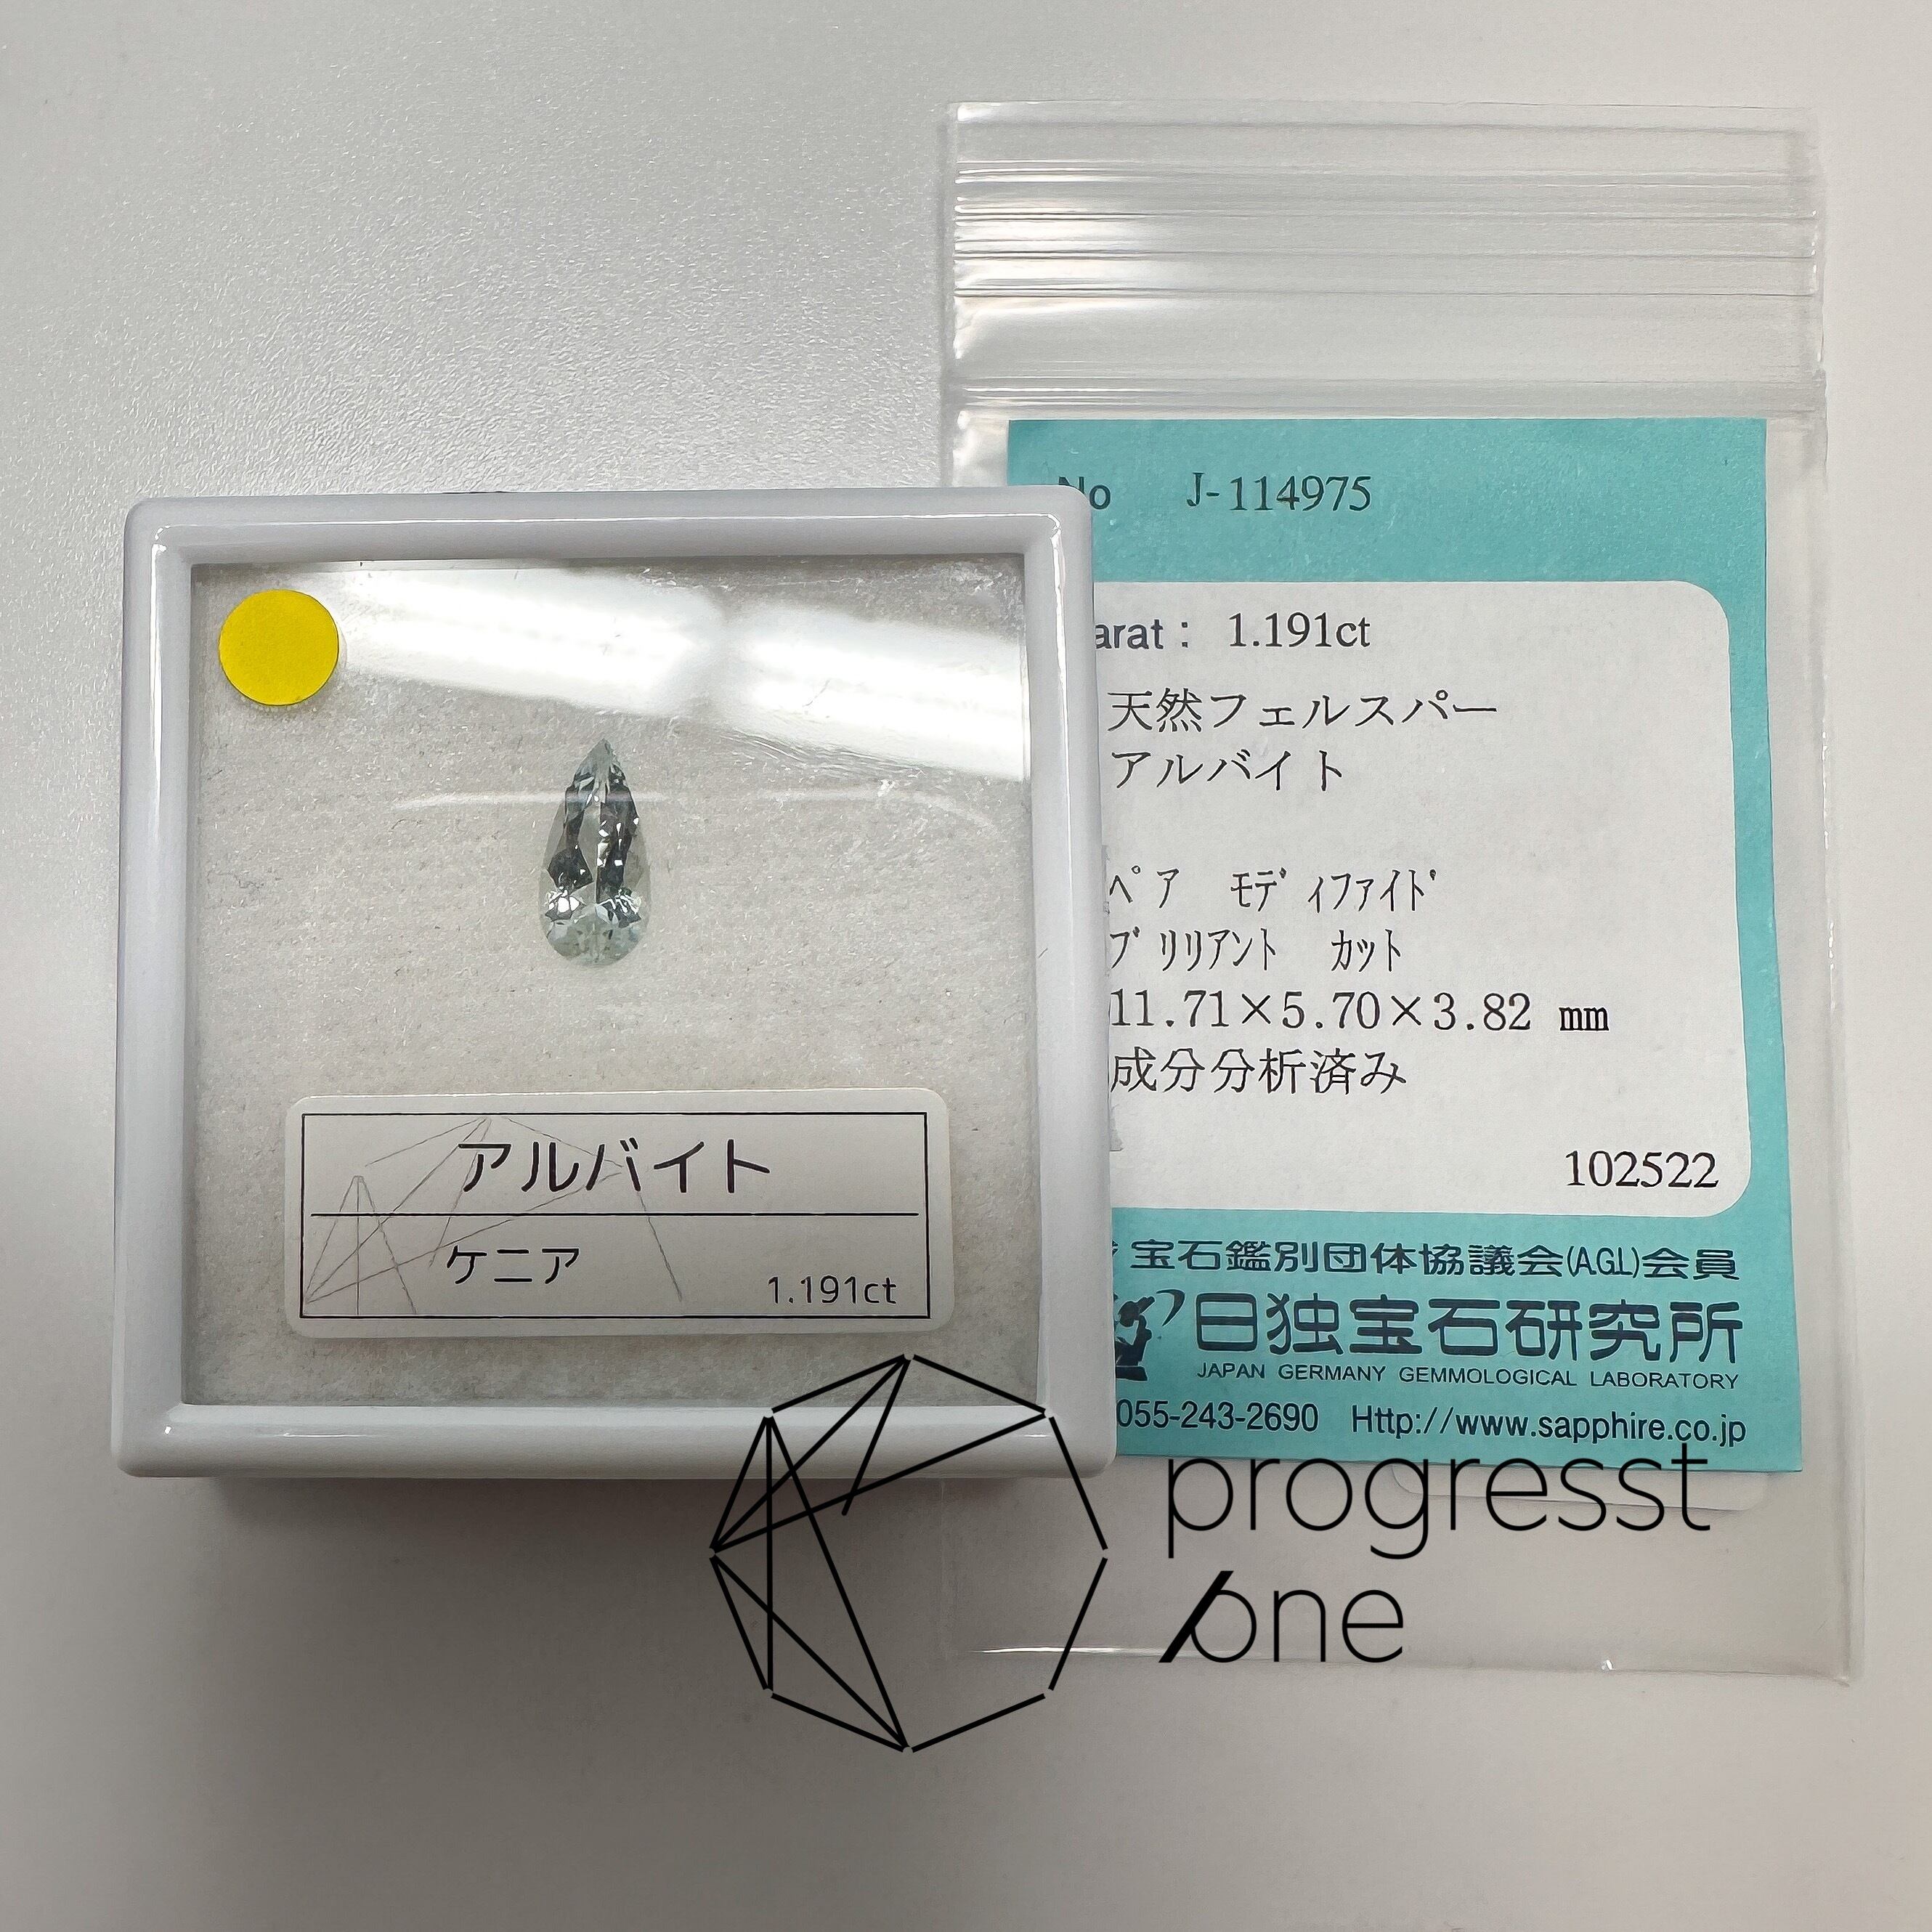 No J-114975
arat : 1.191ct
天然フェルスパー
アルバイト
ペア モディファイド
ブリリアント カット
11.71×5.70×3.82 mm
成分分析済み
102522
宝石鑑別団体協議会(A.G.L)会員
日独宝石研究所
JAPAN GERMANY GEMMOLOGICAL LABORATORY
055-243-2690 Http://www.sapphire.co.jp
アルバイト
ケニア
1.191ct
progresst
one